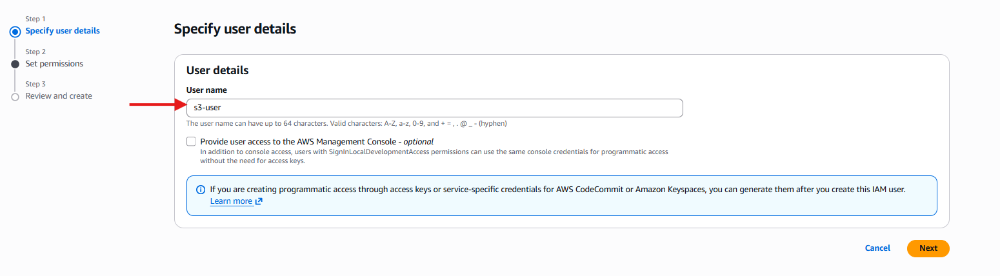 Step 1
Specify user details
Step 2
Set permissions
Step 3
Review and create
Specify user details
User details
User name
s3-user
The user name can have up to 64 characters. Valid characters: A-Z, a-z, 0-9, and + = , . @ _ - (hyphen)
Provide user access to the AWS Management Console - optional
In addition to console access, users with SignInLocalDevelopmentAccess permissions can use the same console credentials for programmatic access
without the need for access keys.
If you are creating programmatic access through access keys or service-specific credentials for AWS CodeCommit or Amazon Keyspaces, you can generate them after you create this IAM user.
Learn more
Cancel
Next